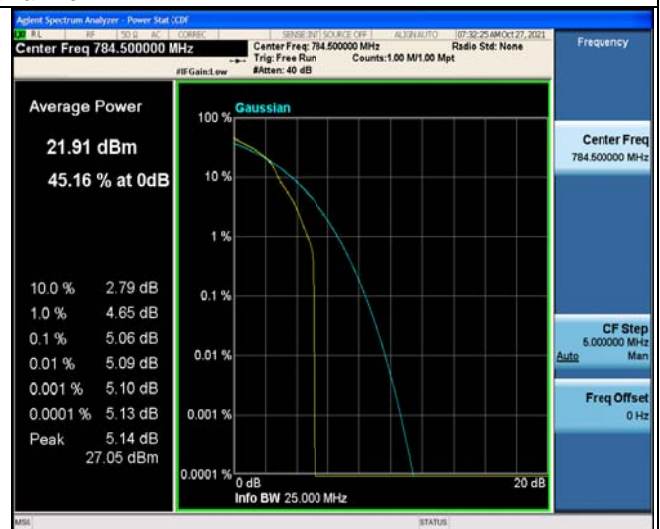 Agilent Spectrum Analyzer - Power Stat CCDF
RL RF 50 Ω AC CORREC SENSE:INT SOURCE OFF ALIGN AUTO 07:32:25 AM Oct 27, 2021
Center Freq 784.500000 MHz
Center Freq: 784.500000 MHz Radio Std: None
Trig: Free Run Counts:1.00 M/1.00 Mpt
#IFGain:Low #Atten: 40 dB
Frequency
Average Power
21.91 dBm
45.16 % at 0dB
10.0 % 2.79 dB
1.0 % 4.65 dB
0.1 % 5.06 dB
0.01 % 5.09 dB
0.001 % 5.10 dB
0.0001 % 5.13 dB
Peak 5.14 dB
27.05 dBm
Gaussian
100 %
10 %
1 %
0.1 %
0.01 %
0.001 %
0.0001 %
0 dB 20 dB
Info BW 25.000 MHz
Center Freq
784.500000 MHz
CF Step
5.000000 MHz
Auto Man
Freq Offset
0 Hz
MSG STATUS